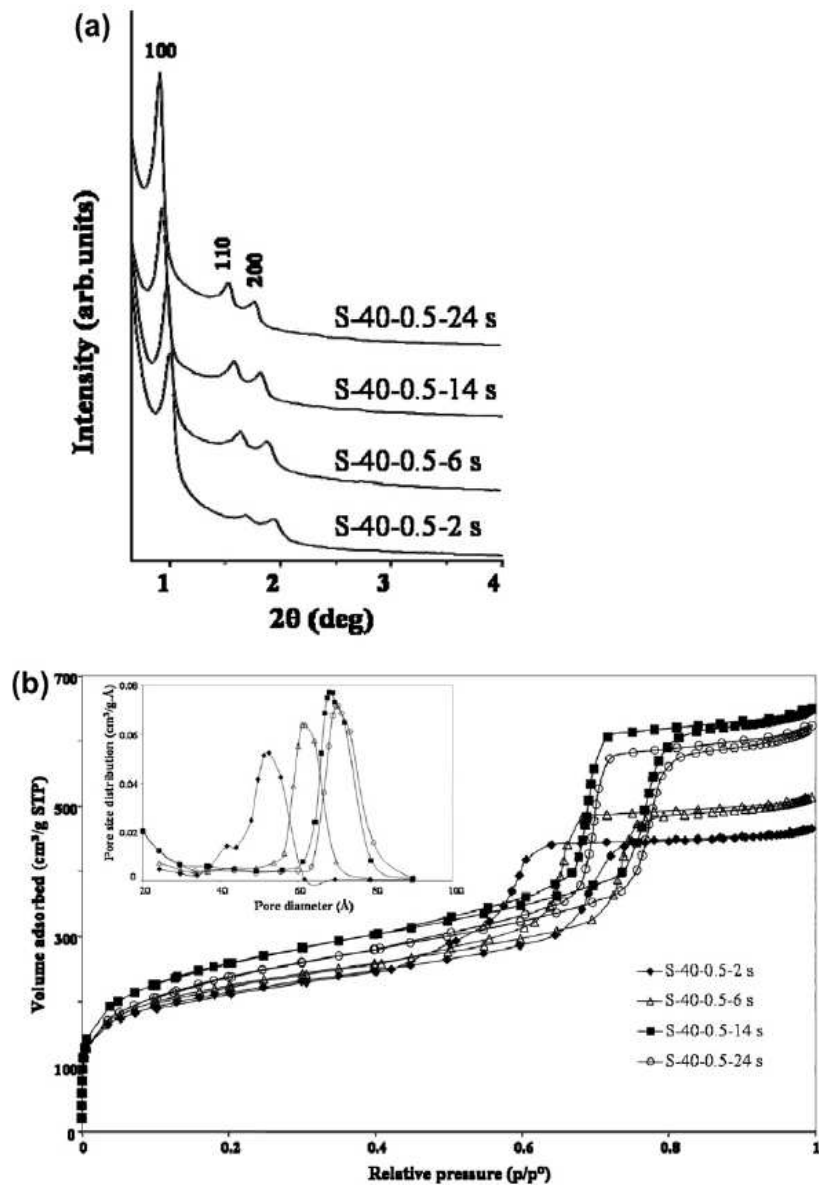 (a)
100
110
200
S-40-0.5-24 s
S-40-0.5-14 s
S-40-0.5-6 s
S-40-0.5-2 s
Intensity (arb.units)
1 2 3 4
2θ (deg)
(b)
700
500
300
100
0
Volume adsorbed (cm³/g STP)
0.08
0.06
0.04
0.02
0
Pore size distribution (cm³/g.Å)
20 40 60 80 100
Pore diameter (Å)
S-40-0.5-2 s
S-40-0.5-6 s
S-40-0.5-14 s
S-40-0.5-24 s
0 0.2 0.4 0.6 0.8 1
Relative pressure (p/p⁰)